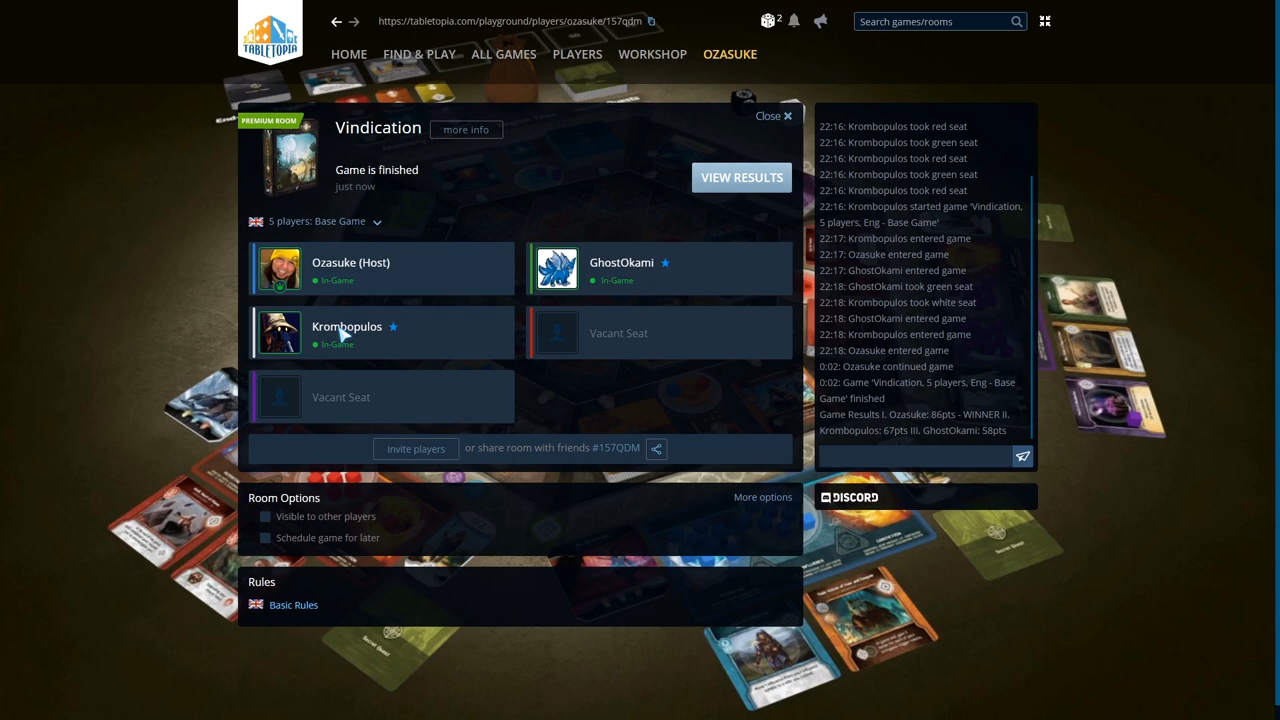 https://tabletopia.com/playground/players/ozasuke/157qdm
2
Search games/rooms
TABLETOPIA
HOME FIND & PLAY ALL GAMES PLAYERS WORKSHOP OZASUKE
PREMIUM ROOM
Vindication
more info
Close
Game is finished
just now
VIEW RESULTS
5 players: Base Game
Ozasuke (Host)
In-Game
GhostOkami
In-Game
Krombopulos
In-Game
Vacant Seat
Vacant Seat
Invite players or share room with friends #157QDM
Room Options
More options
Visible to other players
Schedule game for later
Rules
Basic Rules
22:16: Krombopulos took red seat
22:16: Krombopulos took green seat
22:16: Krombopulos took red seat
22:16: Krombopulos took green seat
22:16: Krombopulos took red seat
22:16: Krombopulos started game 'Vindication,
5 players, Eng - Base Game'
22:17: Krombopulos entered game
22:17: Ozasuke entered game
22:17: GhostOkami entered game
22:18: GhostOkami took green seat
22:18: Krombopulos took white seat
22:18: GhostOkami entered game
22:18: Krombopulos entered game
22:18: Ozasuke entered game
0:02: Ozasuke continued game
0:02: Game 'Vindication, 5 players, Eng - Base
Game' finished
Game Results I. Ozasuke: 86pts - WINNER II.
Krombopulos: 67pts III. GhostOkami: 58pts
DISCORD
Secret Quest
Secret Quest